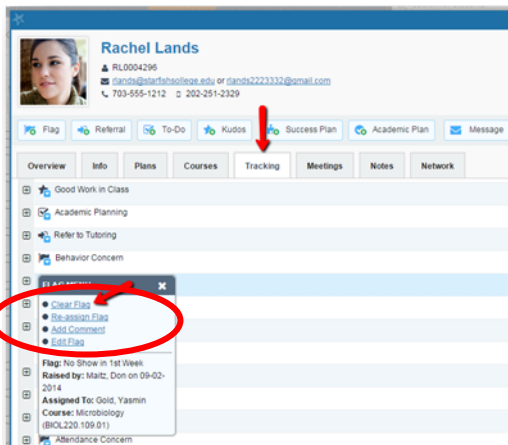 Rachel Lands
RL0004296
rlands@starfishsollege.edu or rlands2223332@gmail.com
703-555-1212 202-251-2329
Flag Referral To-Do Kudos Success Plan Academic Plan Message
Overview Info Plans Courses Tracking Meetings Notes Network
Good Work in Class
Academic Planning
Refer to Tutoring
Behavior Concern
FLAG MENU
Clear Flag
Re-assign Flag
Add Comment
Edit Flag
Flag: No Show in 1st Week
Raised by: Maitz, Don on 09-02-
2014
Assigned To: Gold, Yasmin
Course: Microbiology
(BIOL220.109.01)
Attendance Concern